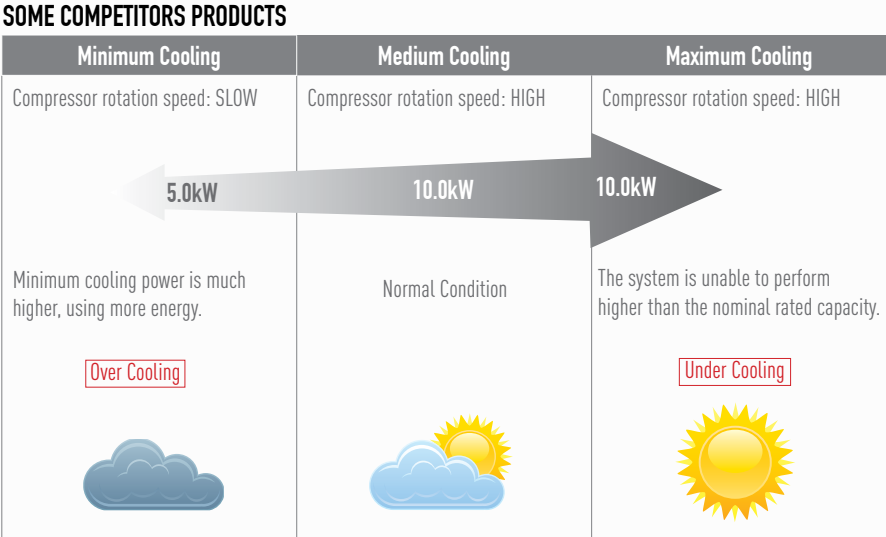 SOME COMPETITORS PRODUCTS
Minimum Cooling
Medium Cooling
Maximum Cooling
Compressor rotation speed: SLOW
Compressor rotation speed: HIGH
Compressor rotation speed: HIGH
5.0kW
10.0kW
10.0kW
Minimum cooling power is much
higher, using more energy.
Normal Condition
The system is unable to perform
higher than the nominal rated capacity.
Over Cooling
Under Cooling